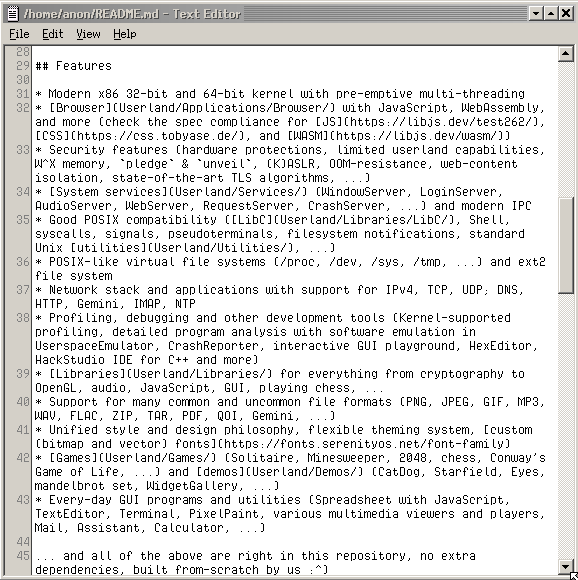 /home/anon/README.md - Text Editor
File Edit View Help
28
29 ## Features
30
31 * Modern x86 32-bit and 64-bit kernel with pre-emptive multi-threading
32 * [Browser](Userland/Applications/Browser/) with JavaScript, WebAssembly,
and more (check the spec compliance for [JS](https://libjs.dev/test262/),
[CSS](https://css.tobyase.de/), and [WASM](https://libjs.dev/wasm/))
33 * Security features (hardware protections, limited userland capabilities,
W^X memory, `pledge` & `unveil`, (K)ASLR, OOM-resistance, web-content
isolation, state-of-the-art TLS algorithms, ...)
34 * [System services](Userland/Services/) (WindowServer, LoginServer,
AudioServer, WebServer, RequestServer, CrashServer, ...) and modern IPC
35 * Good POSIX compatibility ([LibC](Userland/Libraries/LibC/), Shell,
syscalls, signals, pseudoterminals, filesystem notifications, standard
Unix [utilities](Userland/Utilities/), ...)
36 * POSIX-like virtual file systems (/proc, /dev, /sys, /tmp, ...) and ext2
file system
37 * Network stack and applications with support for IPv4, TCP, UDP; DNS,
HTTP, Gemini, IMAP, NTP
38 * Profiling, debugging and other development tools (Kernel-supported
profiling, detailed program analysis with software emulation in
UserspaceEmulator, CrashReporter, interactive GUI playground, HexEditor,
HackStudio IDE for C++ and more)
39 * [Libraries](Userland/Libraries/) for everything from cryptography to
OpenGL, audio, JavaScript, GUI, playing chess, ...
40 * Support for many common and uncommon file formats (PNG, JPEG, GIF, MP3,
WAV, FLAC, ZIP, TAR, PDF, QOI, Gemini, ...)
41 * Unified style and design philosophy, flexible theming system, [custom
(bitmap and vector) fonts](https://fonts.serenityos.net/font-family)
42 * [Games](Userland/Games/) (Solitaire, Minesweeper, 2048, chess, Conway's
Game of Life, ...) and [demos](Userland/Demos/) (CatDog, Starfield, Eyes,
mandelbrot set, WidgetGallery, ...)
43 * Every-day GUI programs and utilities (Spreadsheet with JavaScript,
TextEditor, Terminal, PixelPaint, various multimedia viewers and players,
Mail, Assistant, Calculator, ...)
44
45 ... and all of the above are right in this repository, no extra
dependencies, built from-scratch by us :^)